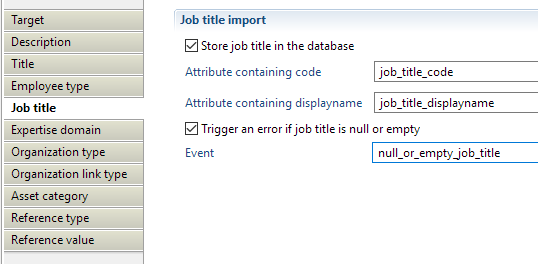 Target
Description
Title
Employee type
Job title
Expertise domain
Organization type
Organization link type
Asset category
Reference type
Reference value
Job title import
Store job title in the database
Attribute containing code job_title_code
Attribute containing displayname job_title_displayname
Trigger an error if job title is null or empty
Event null_or_empty_job_title